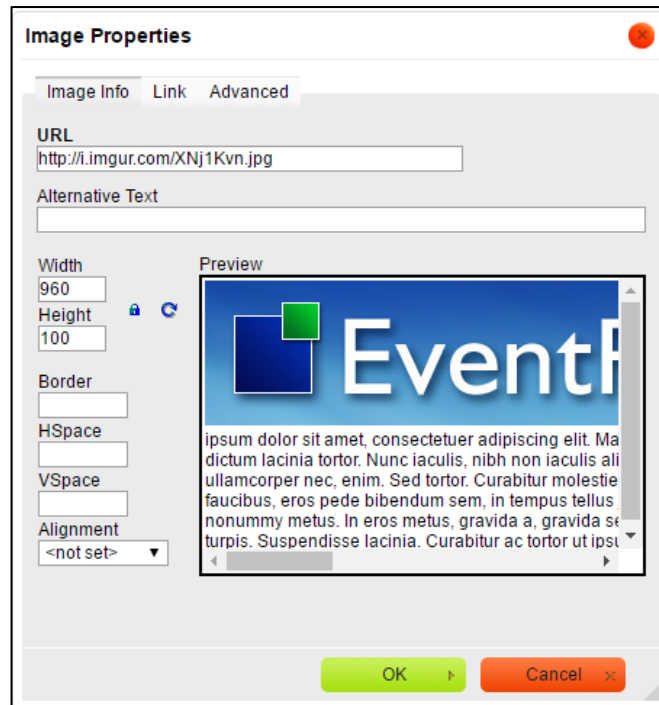 Image Properties
Image Info Link Advanced
URL
http://i.imgur.com/XNj1Kvn.jpg
Alternative Text
Width
960
Height
100
Border
HSpace
VSpace
Alignment
<not set>
Preview
Event
ipsum dolor sit amet, consectetuer adipiscing elit. Ma
dictum lacinia tortor. Nunc iaculis, nibh non iaculis ali
ullamcorper nec, enim. Sed tortor. Curabitur molestie
faucibus, eros pede bibendum sem, in tempus tellus
nonummy metus. In eros metus, gravida a, gravida se
turpis. Suspendisse lacinia. Curabitur ac tortor ut ipsu
OK
Cancel